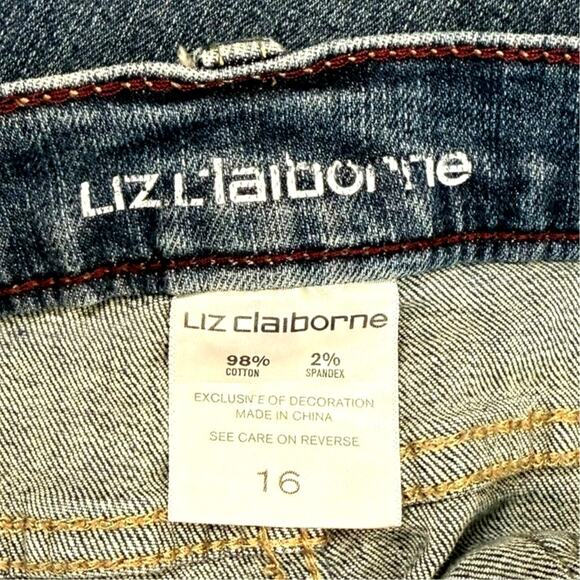 Liz claiborne
Liz claiborne
98% 2%
COTTON SPANDEX
EXCLUSIVE OF DECORATION
MADE IN CHINA
SEE CARE ON REVERSE
16